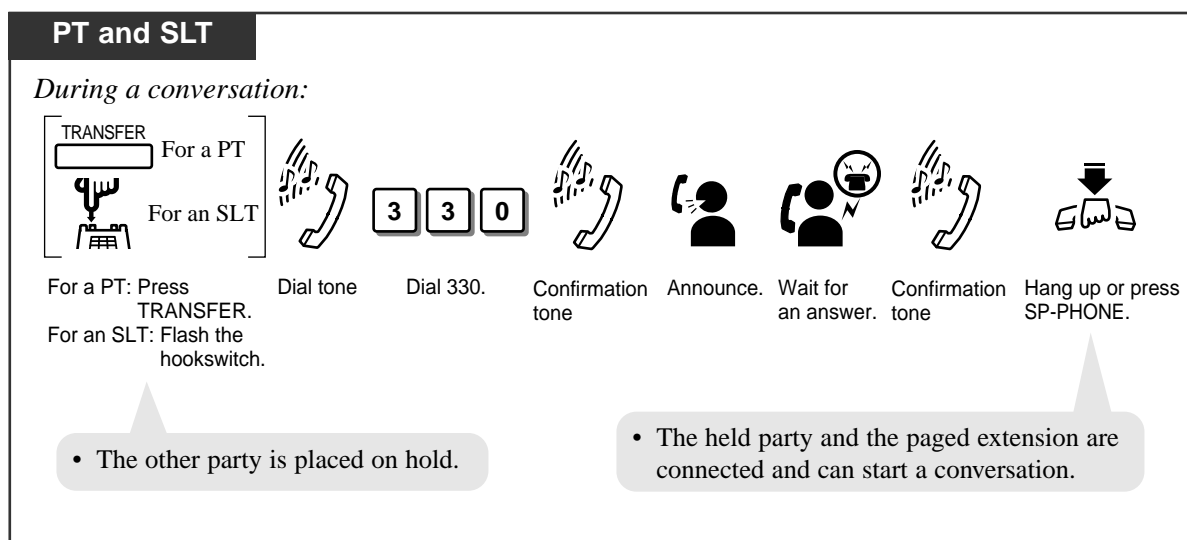 PT and SLT
During a conversation:
TRANSFER
For a PT
For an SLT
3 3 0
For a PT: Press
TRANSFER.
For an SLT: Flash the
hookswitch.
Dial tone
Dial 330.
Confirmation
tone
Announce.
Wait for
an answer.
Confirmation
tone
Hang up or press
SP-PHONE.
• The other party is placed on hold.
• The held party and the paged extension are
connected and can start a conversation.